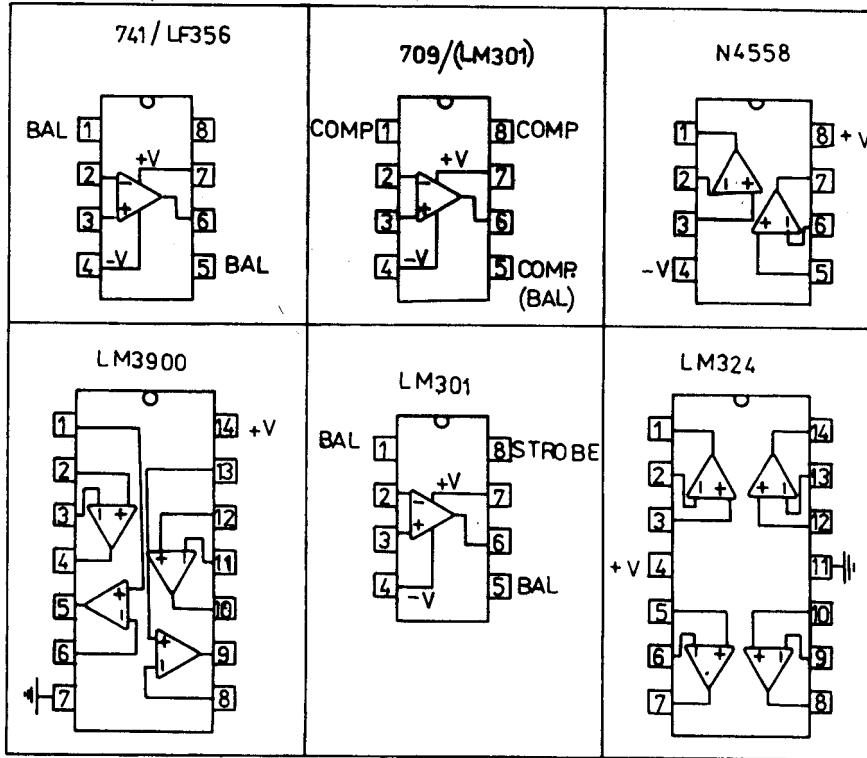 741/LF356
BAL 1 8
2 - +V 7
3 + 6
4 -V 5 BAL
709/(LM301)
COMP 1 8 COMP
2 - +V 7
3 + 6
4 -V 5 COMP.
(BAL)
N4558
1 8 +V
2 - + 7
3 + - 6
-V 4 5
LM3900
1 14 +V
2 13
3 - + 12
4 + - 11
5 + 10
6 - + 9
7 - 8
LM301
BAL 1 8 STROBE
2 - +V 7
3 + 6
4 -V 5 BAL
LM324
1 14
2 - + + - 13
3 12
+V 4 11
5 10
6 - + + - 9
7 8